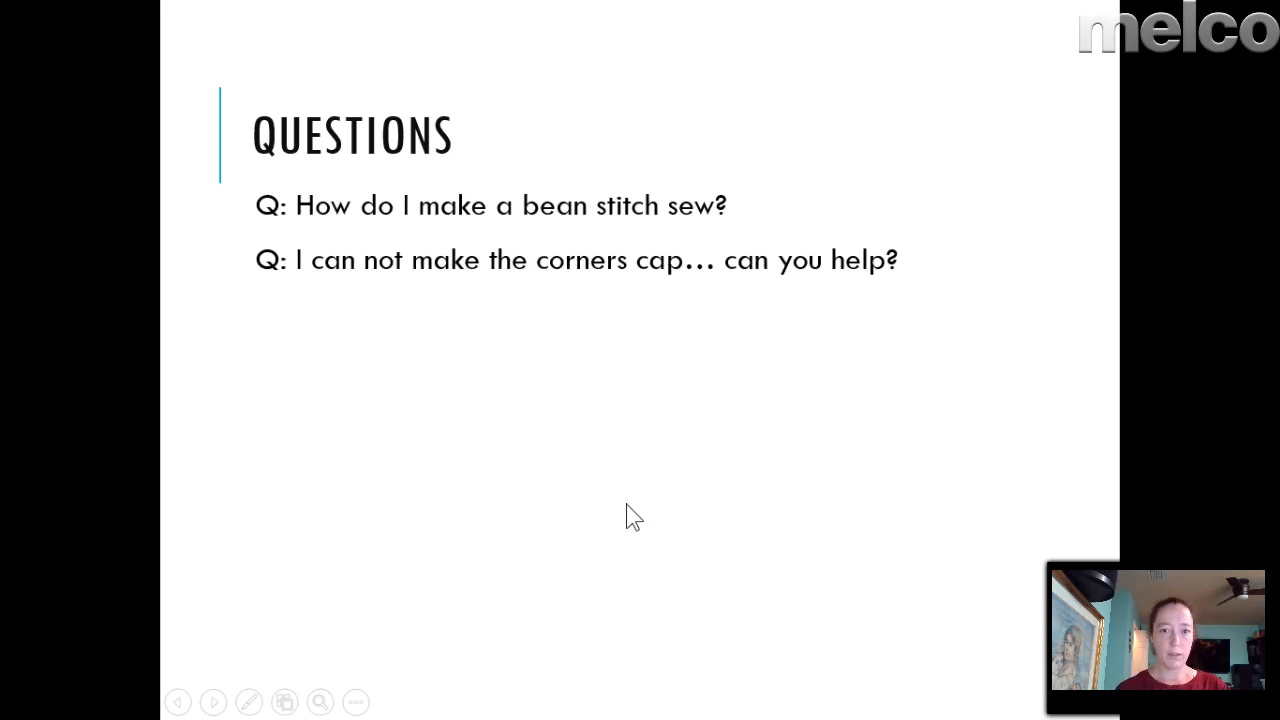 melco
QUESTIONS
Q: How do I make a bean stitch sew?
Q: I can not make the corners cap... can you help?